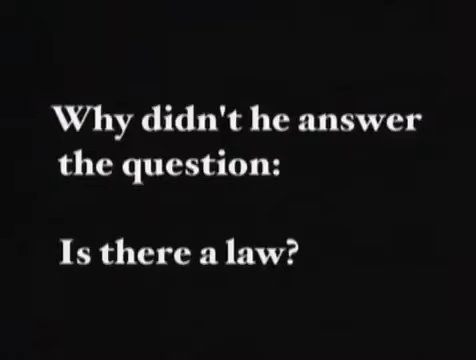 Why didn't he answer
the question:
Is there a law?